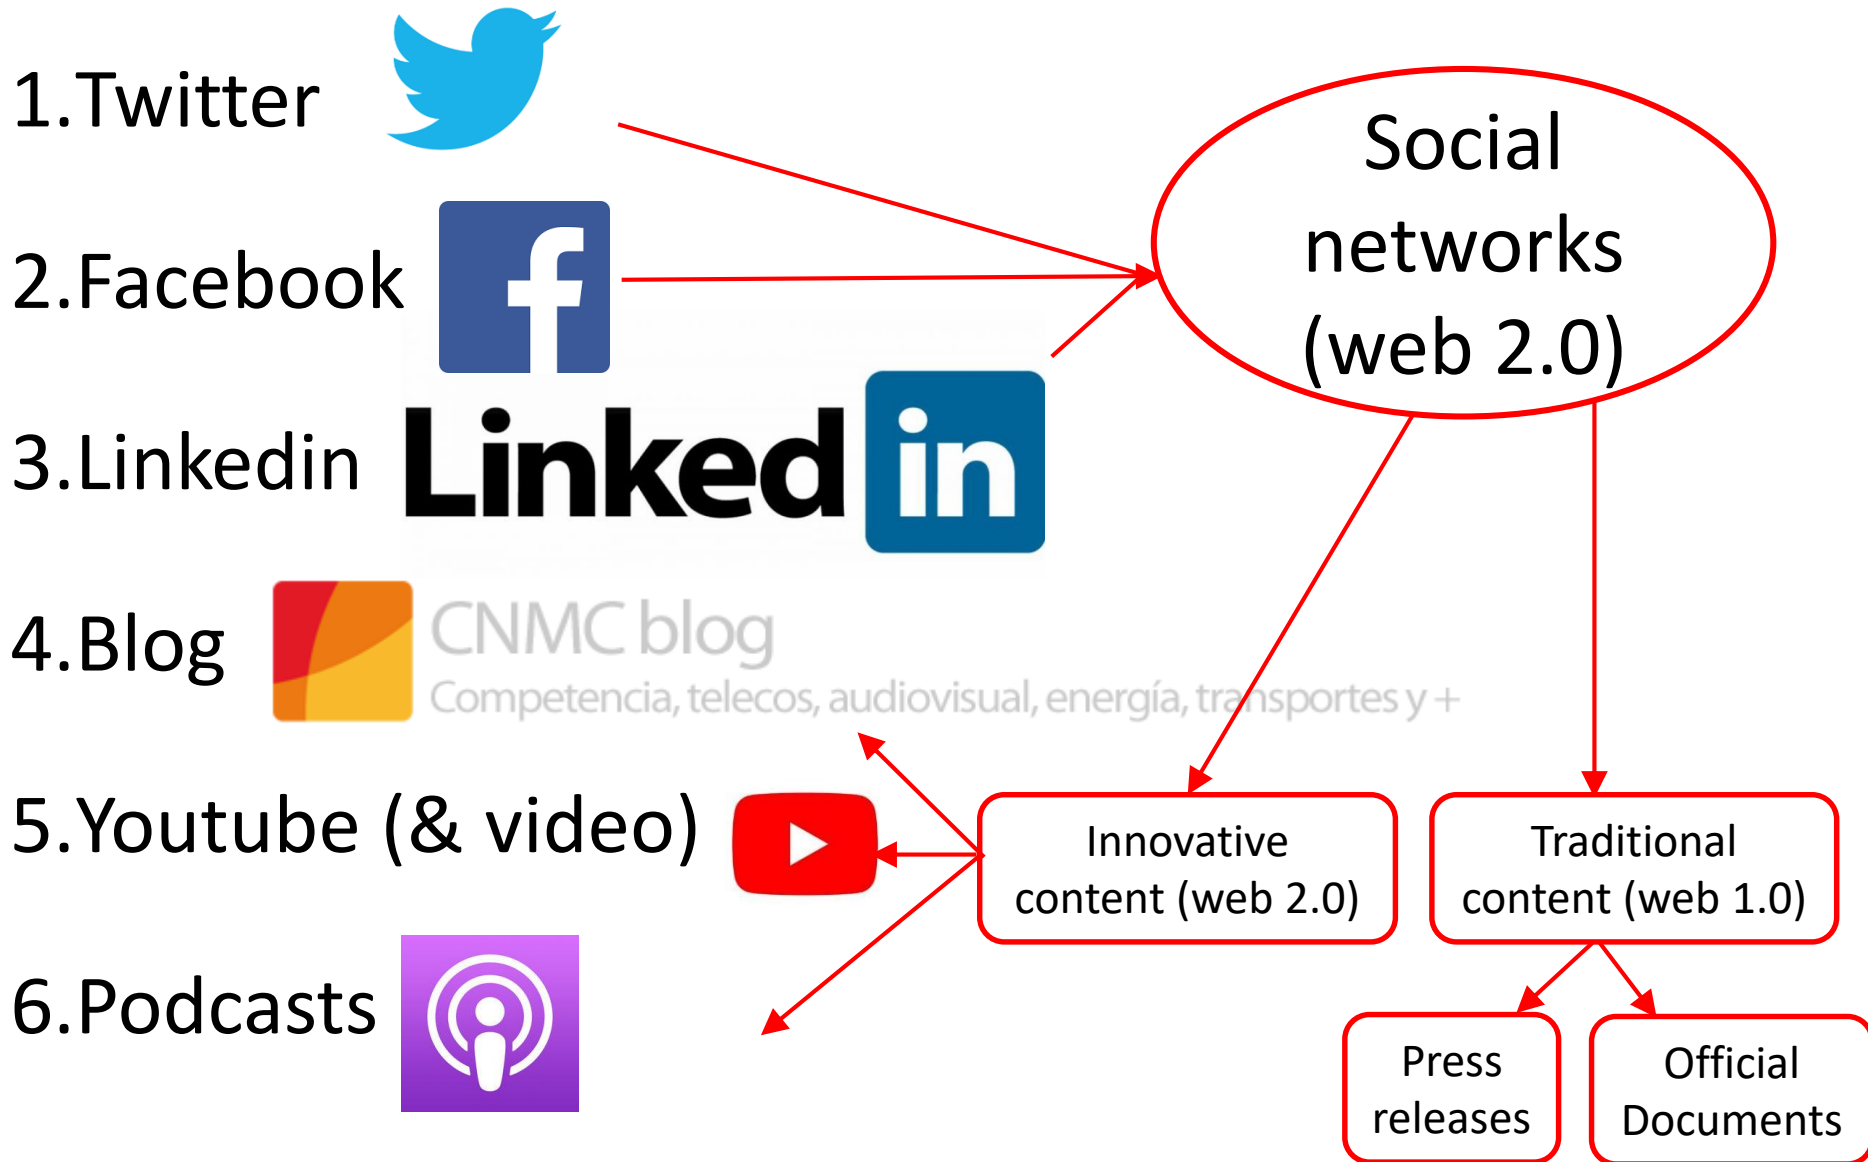 1.Twitter
2.Facebook
f
3.Linkedin
Linked in
4.Blog
CNMC blog
Competencia, telecos, audiovisual, energía, transportes y +
5.Youtube (& video)
6.Podcasts
Social
networks
(web 2.0)
Innovative
content (web 2.0)
Traditional
content (web 1.0)
Press
releases
Official
Documents